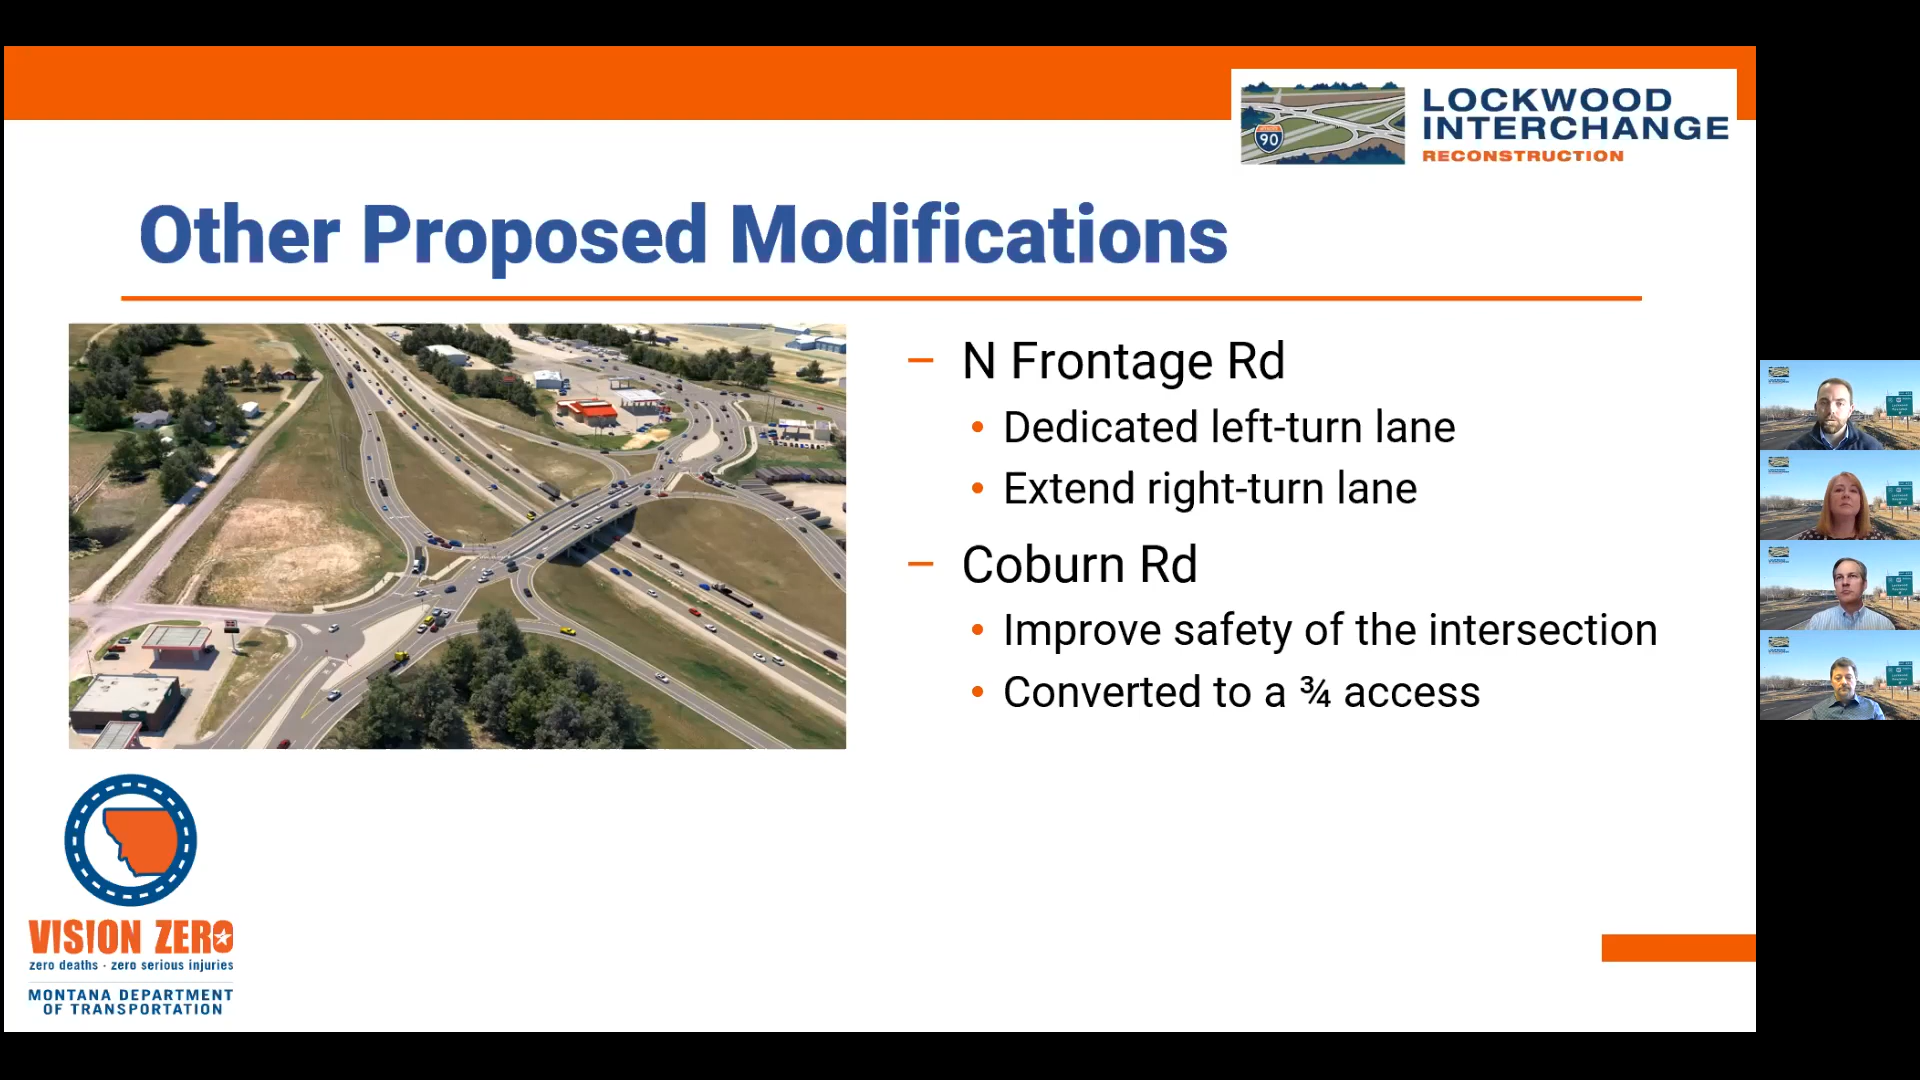 LOCKWOOD
INTERCHANGE
RECONSTRUCTION
90
Other Proposed Modifications
– N Frontage Rd
• Dedicated left-turn lane
• Extend right-turn lane
– Coburn Rd
• Improve safety of the intersection
• Converted to a ¾ access
VISION ZERO
zero deaths · zero serious injuries
MONTANA DEPARTMENT
OF TRANSPORTATION